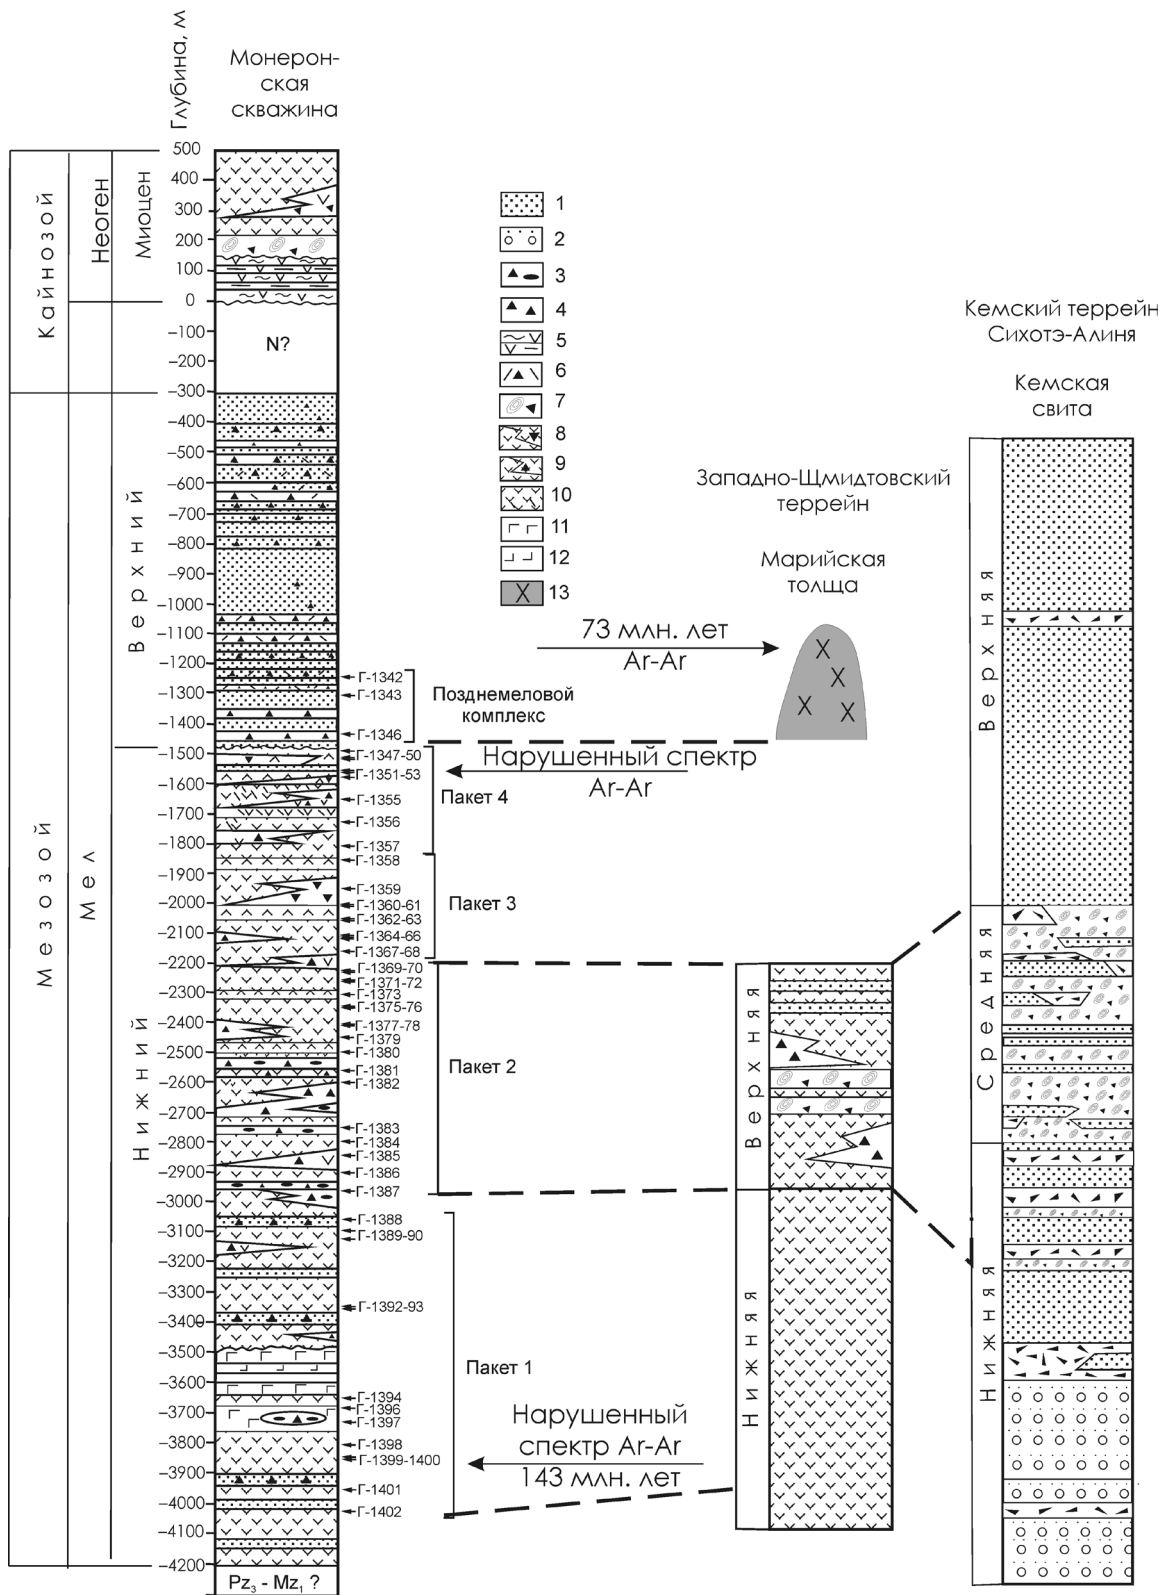 Глубина, м
Монерон-
ская
скважина
Кайнозой
Неоген
Миоцен
Мезозой
Мел
Верхний
Нижний
500
400
300
200
100
0
–100
–200
–300
–400
–500
–600
–700
–800
–900
–1000
–1100
–1200
–1300
–1400
–1500
–1600
–1700
–1800
–1900
–2000
–2100
–2200
–2300
–2400
–2500
–2600
–2700
–2800
–2900
–3000
–3100
–3200
–3300
–3400
–3500
–3600
–3700
–3800
–3900
–4000
–4100
–4200
N?
Pz3 - Mz1 ?
Г-1342
Г-1343
Г-1346
Г-1347-50
Г-1351-53
Г-1355
Г-1356
Г-1357
Г-1358
Г-1359
Г-1360-61
Г-1362-63
Г-1364-66
Г-1367-68
Г-1369-70
Г-1371-72
Г-1373
Г-1375-76
Г-1377-78
Г-1379
Г-1380
Г-1381
Г-1382
Г-1383
Г-1384
Г-1385
Г-1386
Г-1387
Г-1388
Г-1389-90
Г-1392-93
Г-1394
Г-1396
Г-1397
Г-1398
Г-1399-1400
Г-1401
Г-1402
Позднемеловой
комплекс
Пакет 4
Пакет 3
Пакет 2
Пакет 1
1
2
3
4
5
6
7
8
9
10
11
12
13
73 млн. лет
Ar-Ar
Нарушенный спектр
Ar-Ar
Нарушенный
спектр Ar-Ar
143 млн. лет
Западно-Щмидтовский
террейн
Марийская
толща
Верхняя
Нижняя
Кемский террейн
Сихотэ-Алиня
Кемская
свита
Верхняя
Средняя
Нижняя